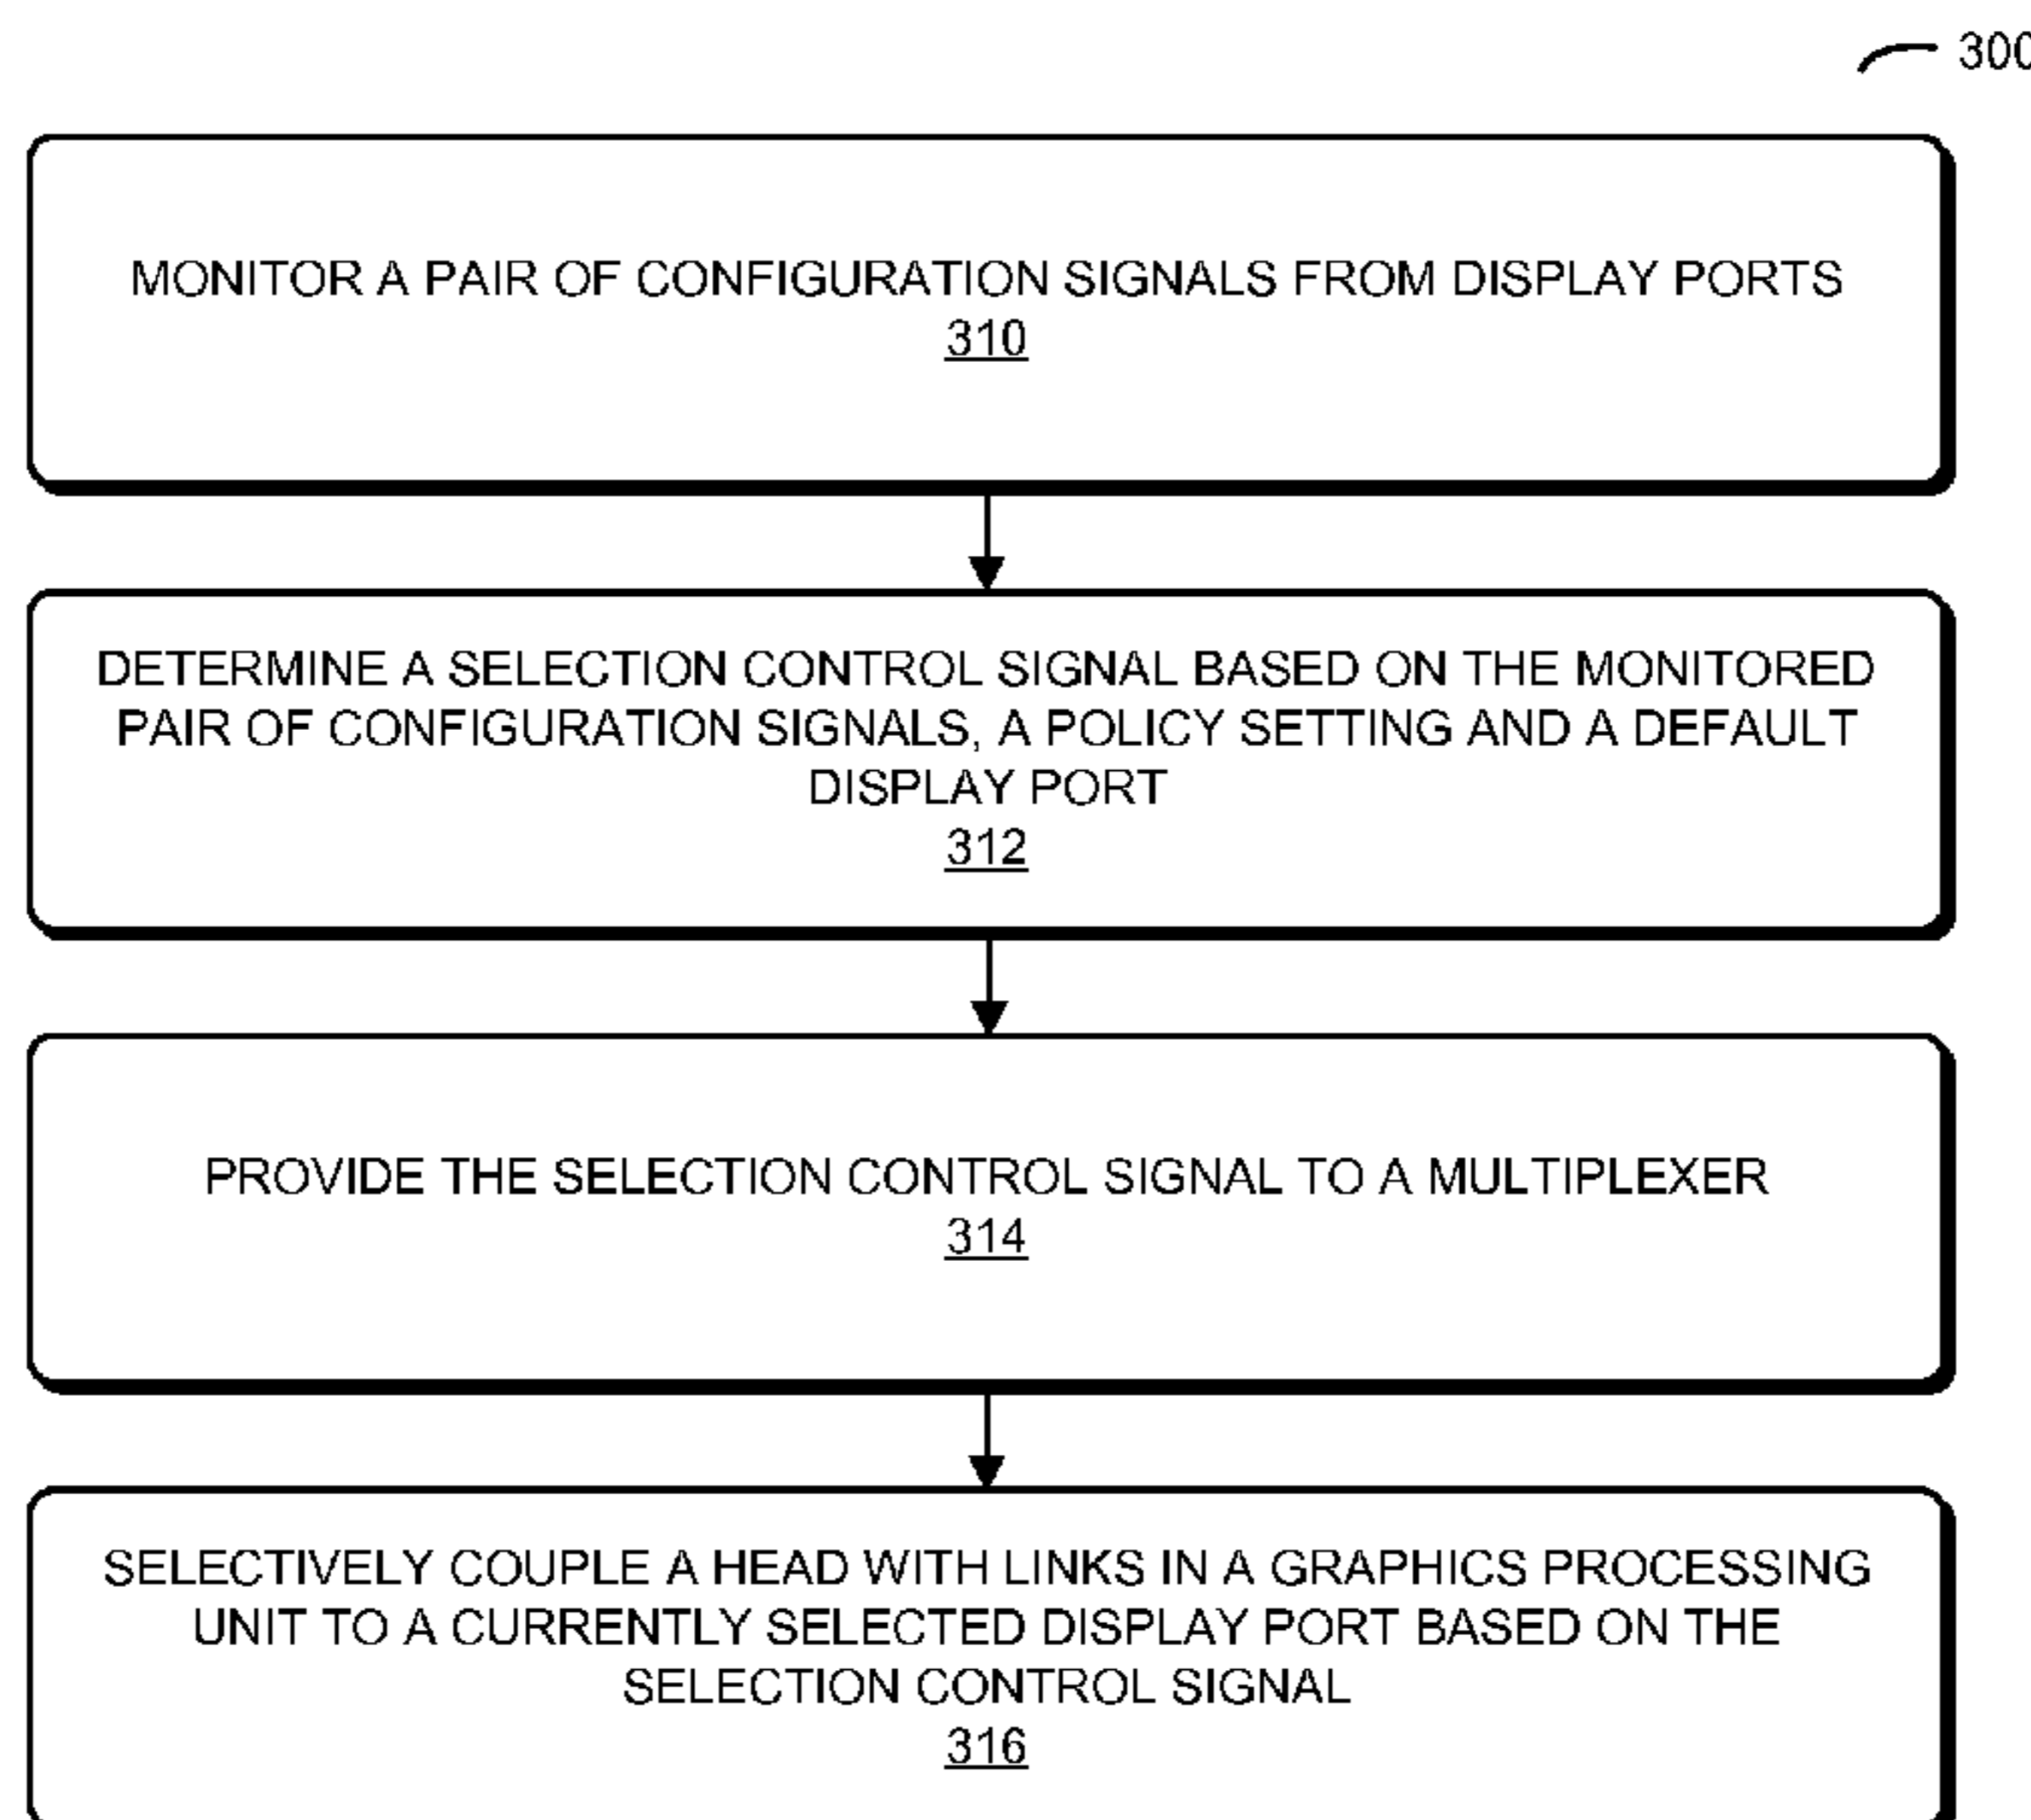 300
MONITOR A PAIR OF CONFIGURATION SIGNALS FROM DISPLAY PORTS
310
DETERMINE A SELECTION CONTROL SIGNAL BASED ON THE MONITORED
PAIR OF CONFIGURATION SIGNALS, A POLICY SETTING AND A DEFAULT
DISPLAY PORT
312
PROVIDE THE SELECTION CONTROL SIGNAL TO A MULTIPLEXER
314
SELECTIVELY COUPLE A HEAD WITH LINKS IN A GRAPHICS PROCESSING
UNIT TO A CURRENTLY SELECTED DISPLAY PORT BASED ON THE
SELECTION CONTROL SIGNAL
316